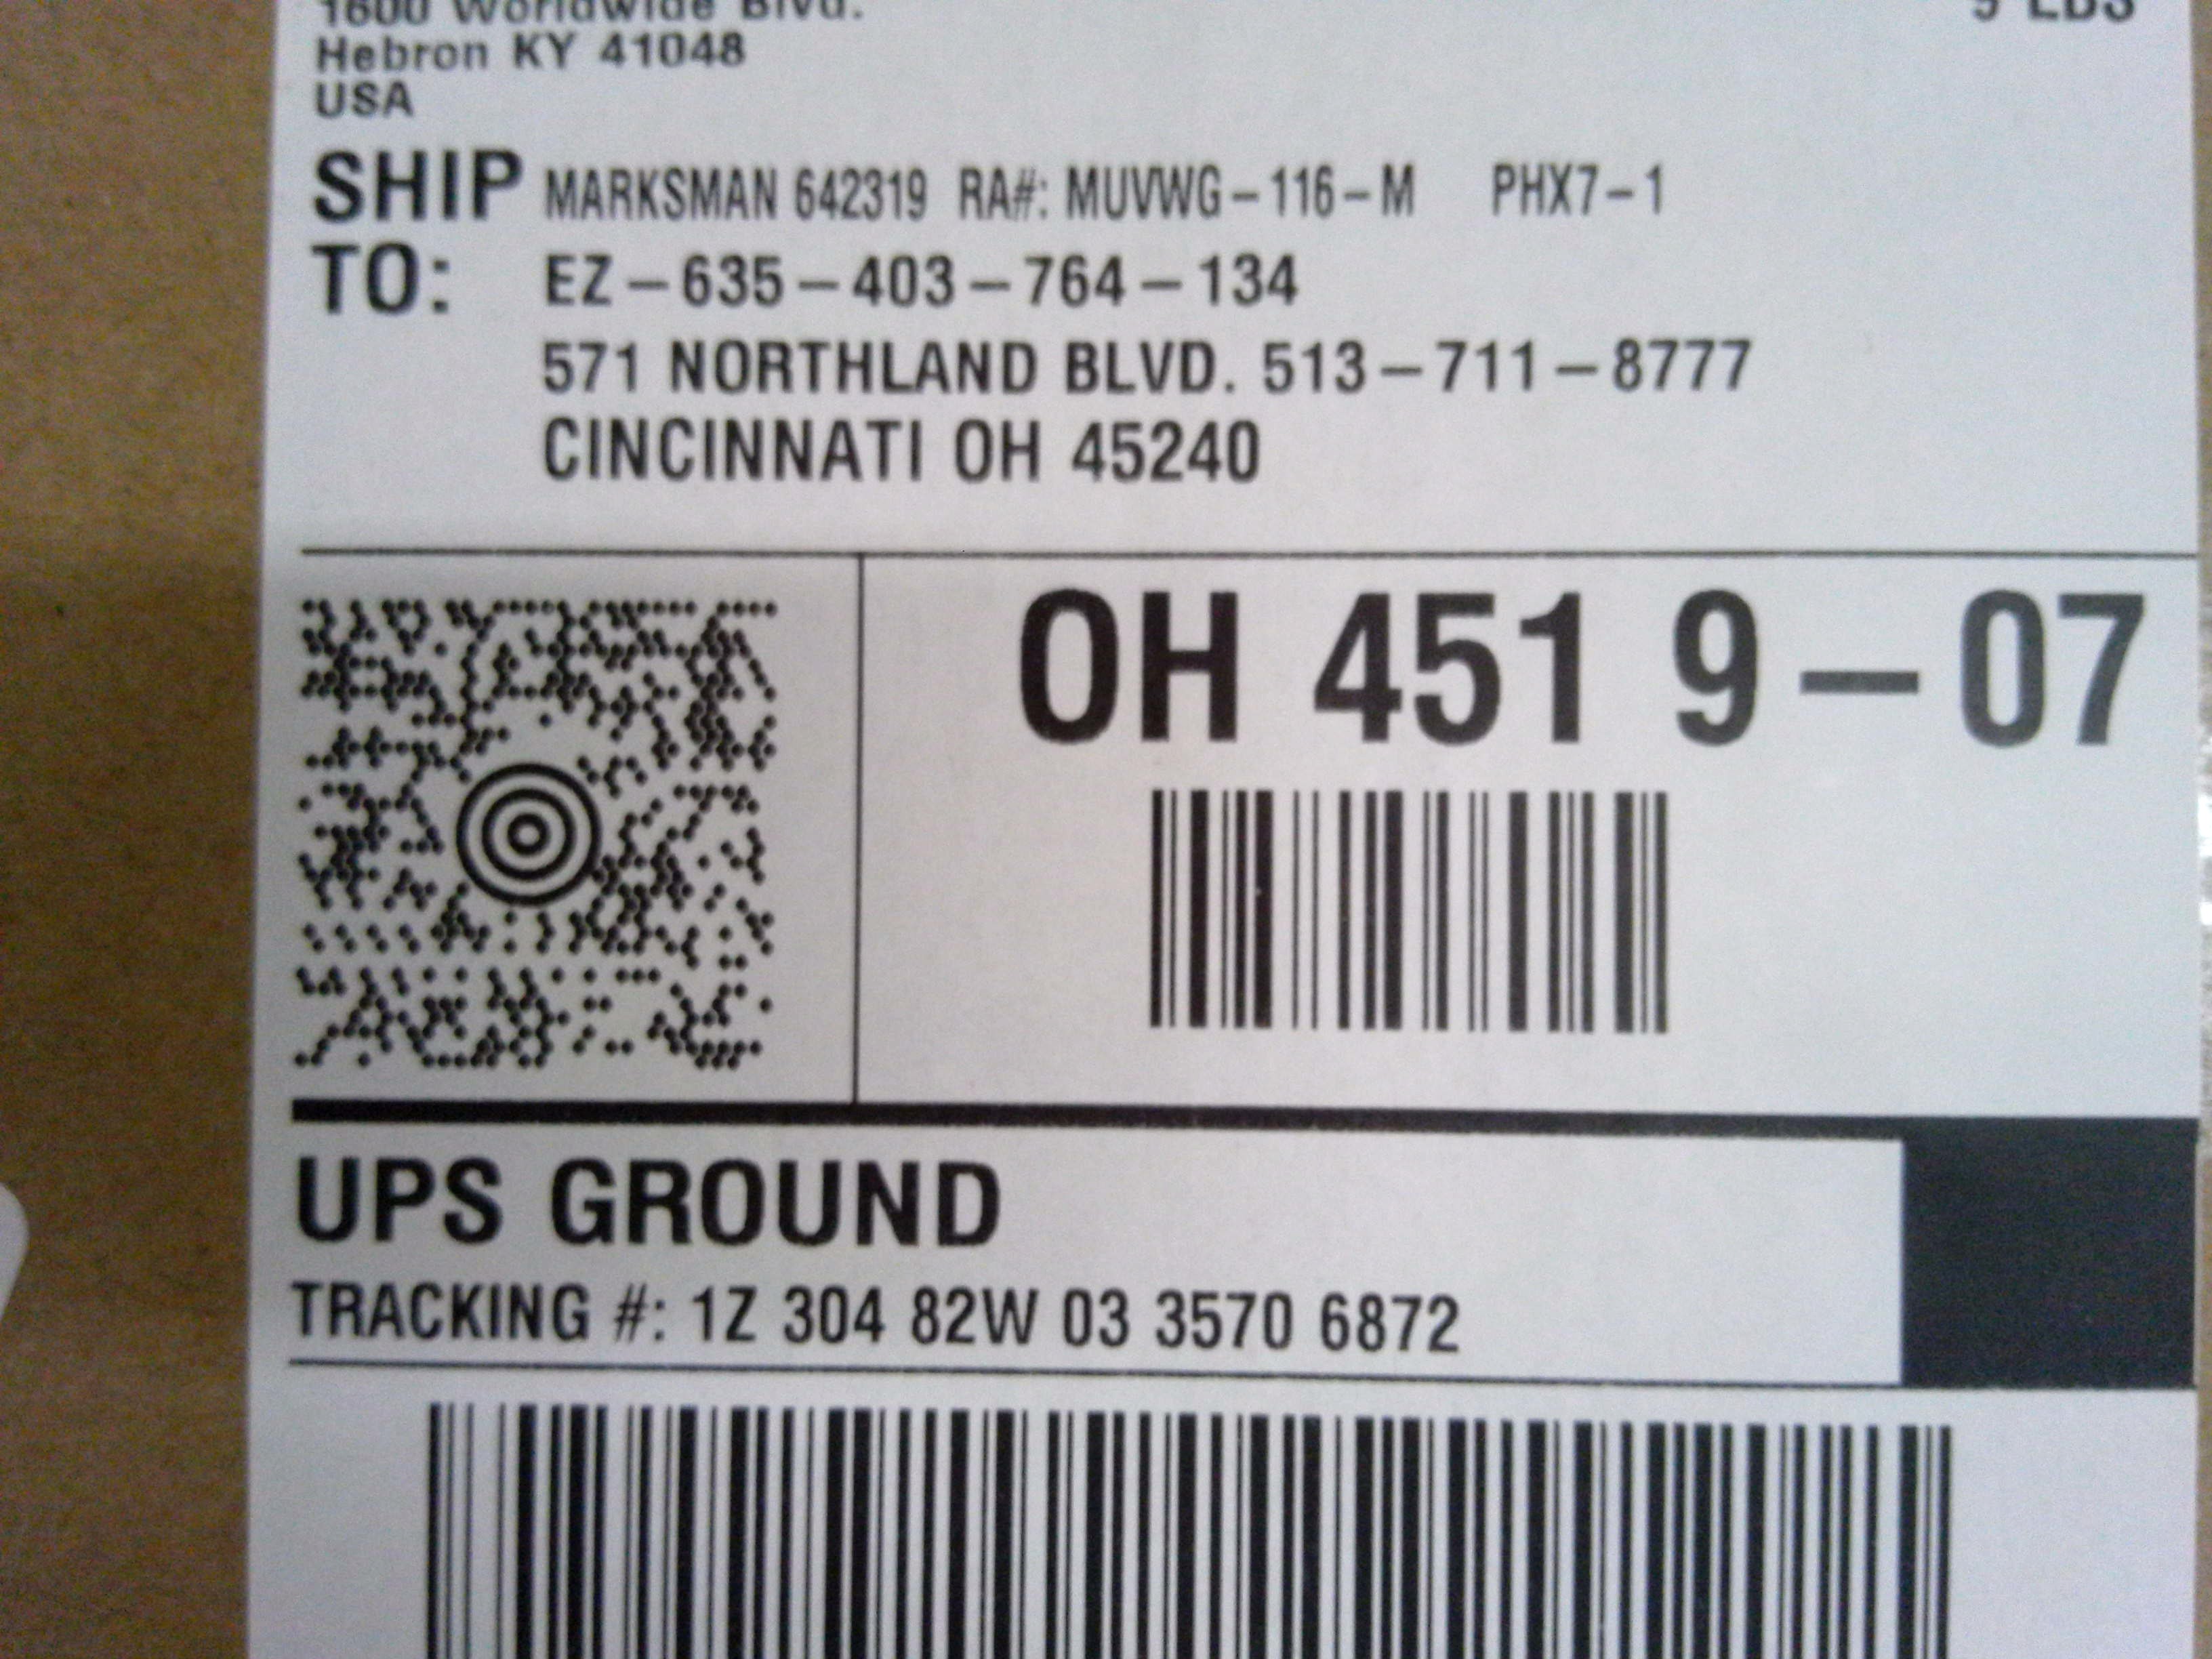 1600 Worldwide Blvd.
9 LBS
Hebron KY 41048
USA
SHIP TO: MARKSMAN 642319 RA#: MUVWG-116-M PHX7-1
EZ-635-403-764-134
571 NORTHLAND BLVD. 513-711-8777
CINCINNATI OH 45240
OH 451 9-07
UPS GROUND
TRACKING #: 1Z 304 82W 03 3570 6872